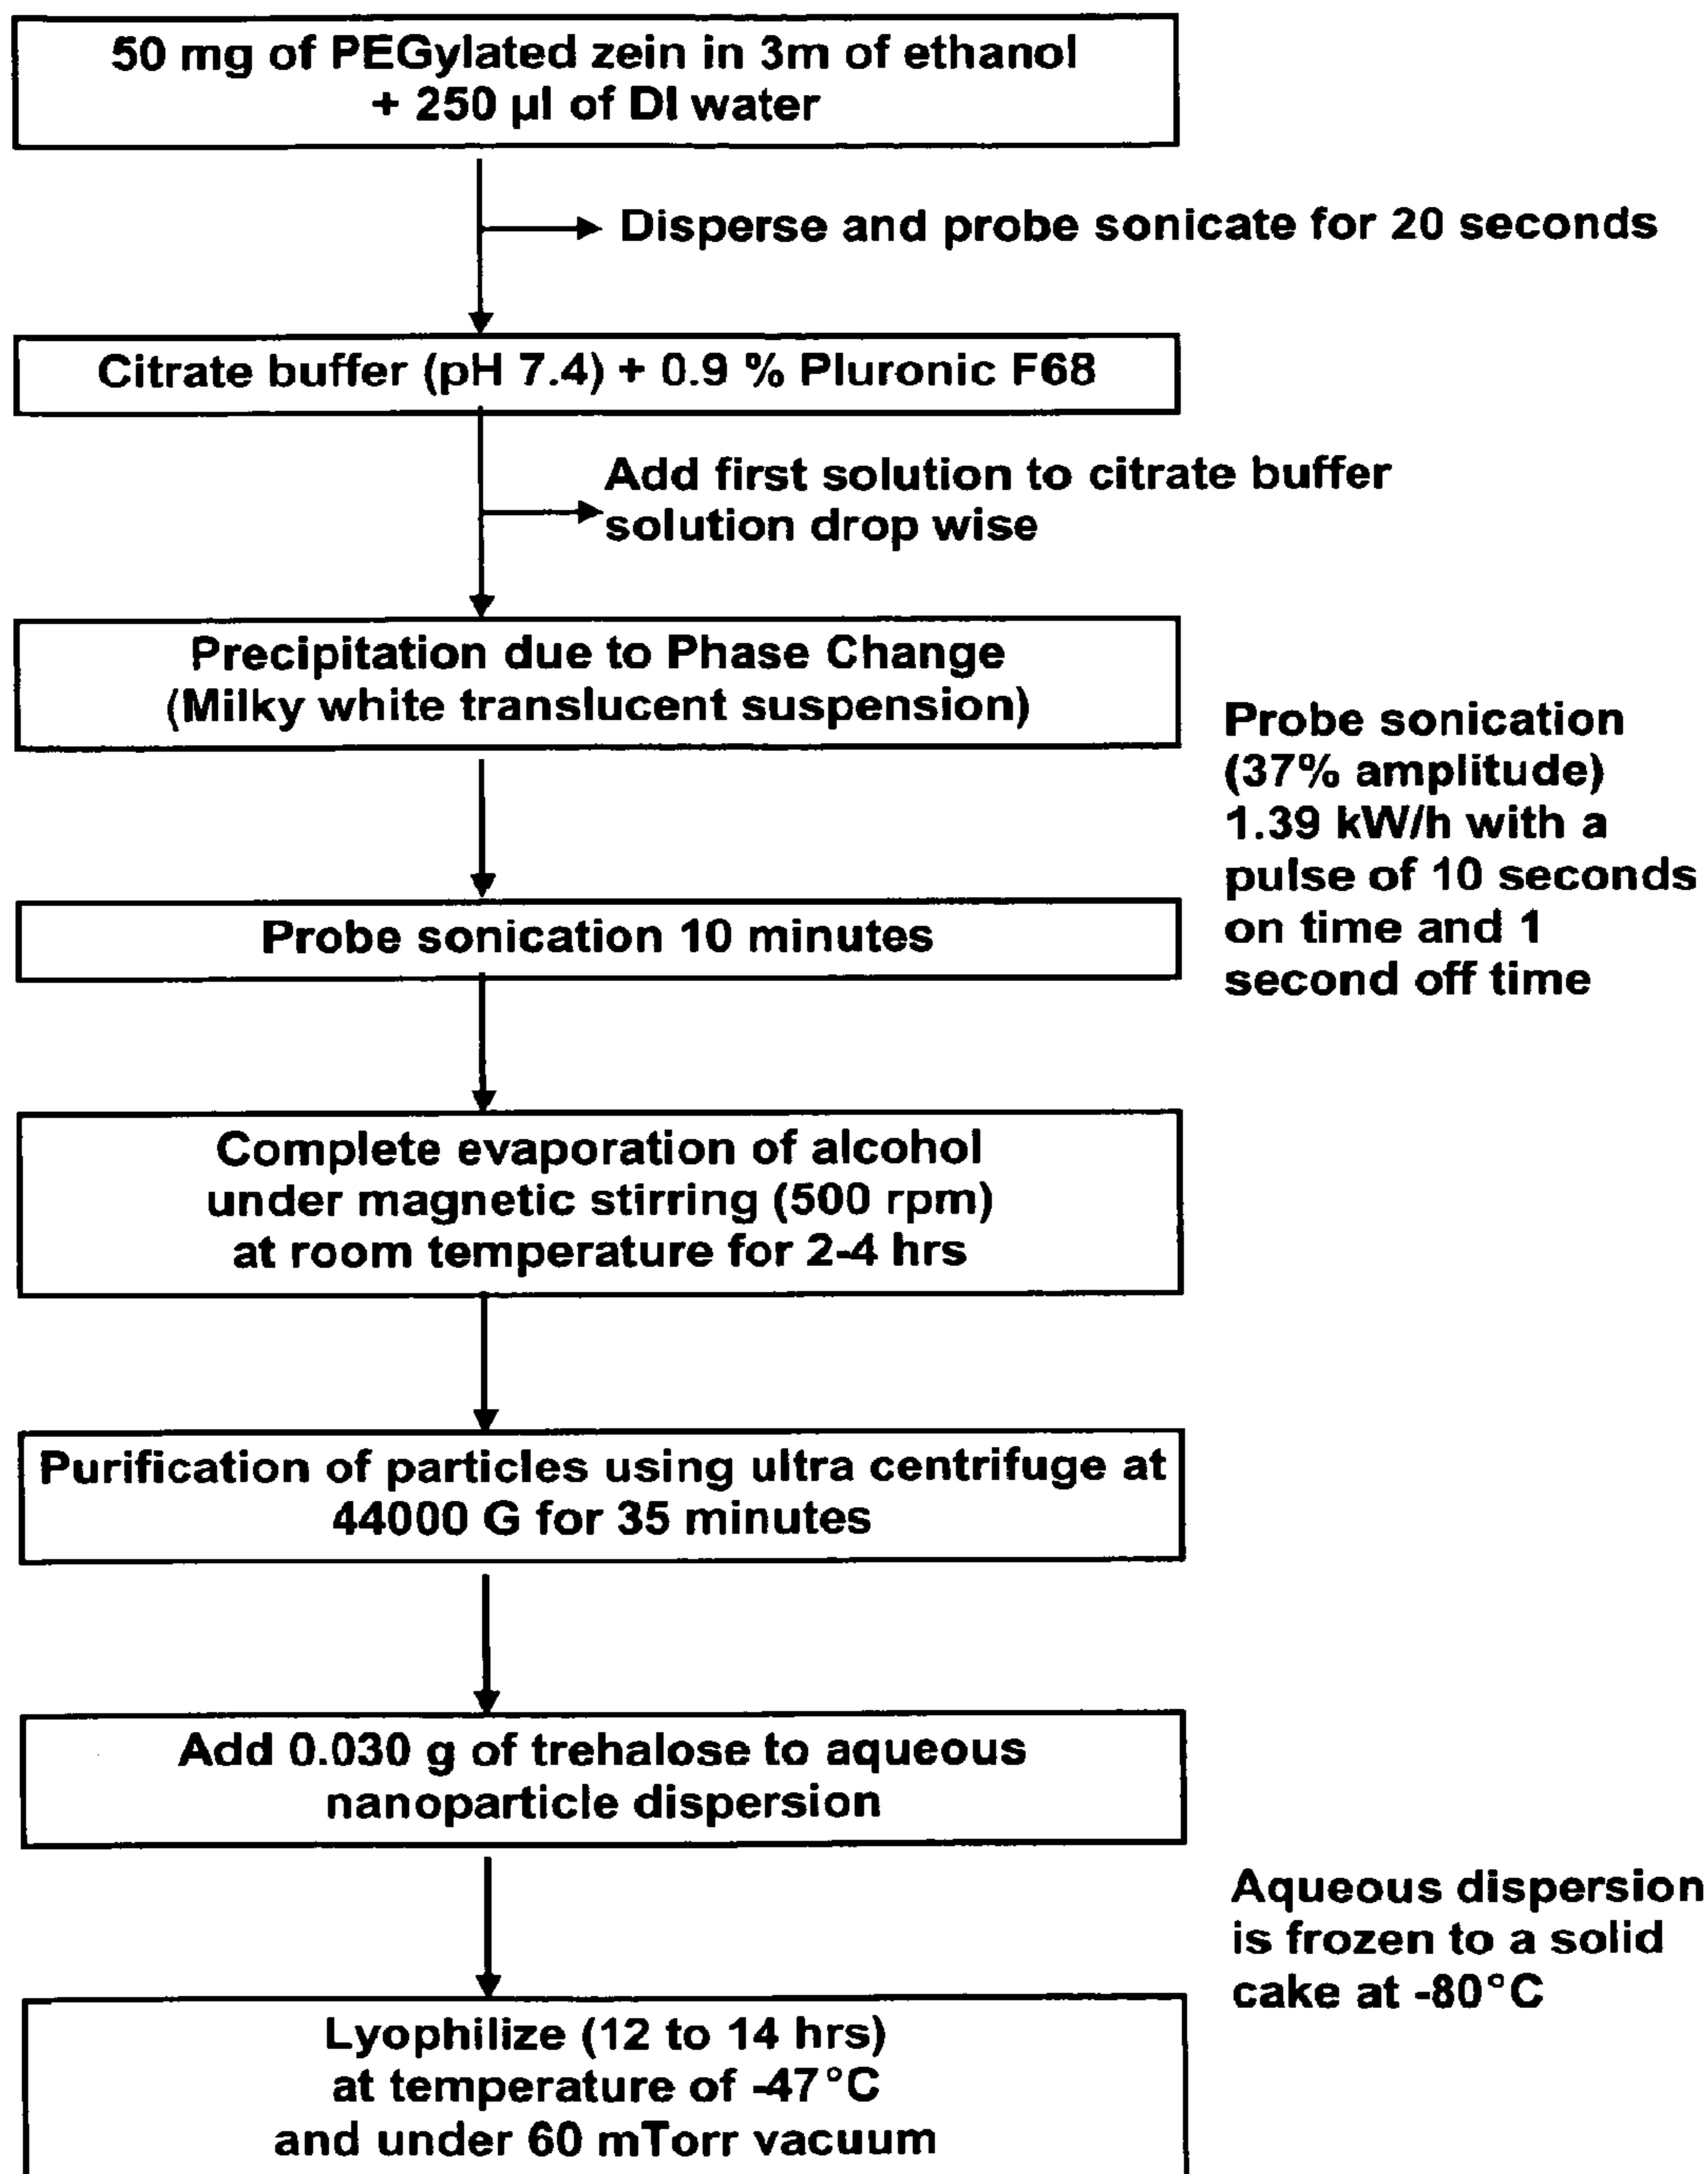 50 mg of PEGylated zein in 3m of ethanol
+ 250 µl of DI water
Disperse and probe sonicate for 20 seconds
Citrate buffer (pH 7.4) + 0.9 % Pluronic F68
Add first solution to citrate buffer
solution drop wise
Precipitation due to Phase Change
(Milky white translucent suspension)
Probe sonication
(37% amplitude)
1.39 kW/h with a
pulse of 10 seconds
on time and 1
second off time
Probe sonication 10 minutes
Complete evaporation of alcohol
under magnetic stirring (500 rpm)
at room temperature for 2-4 hrs
Purification of particles using ultra centrifuge at
44000 G for 35 minutes
Add 0.030 g of trehalose to aqueous
nanoparticle dispersion
Aqueous dispersion
is frozen to a solid
cake at -80°C
Lyophilize (12 to 14 hrs)
at temperature of -47°C
and under 60 mTorr vacuum